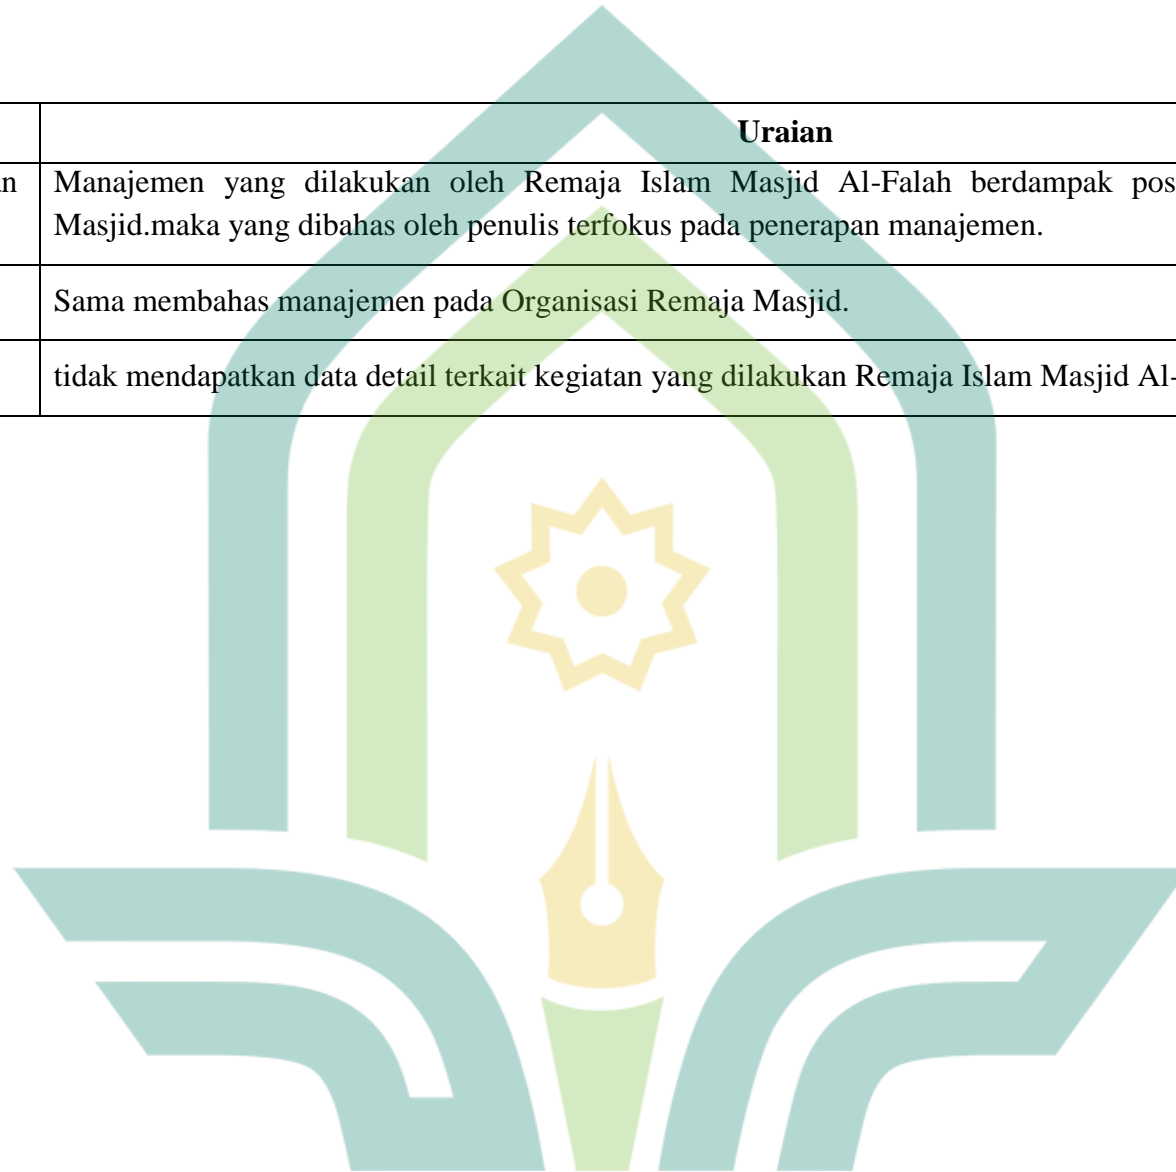 Uraian
Manajemen yang dilakukan oleh Remaja Islam Masjid Al-Falah berdampak
Masjid.maka yang dibahas oleh penulis terfokus pada penerapan manajemen.
Sama membahas manajemen pada Organisasi Remaja Masjid.
tidak mendapatkan data detail terkait kegiatan yang dilakukan Remaja Islam Masjid Al-